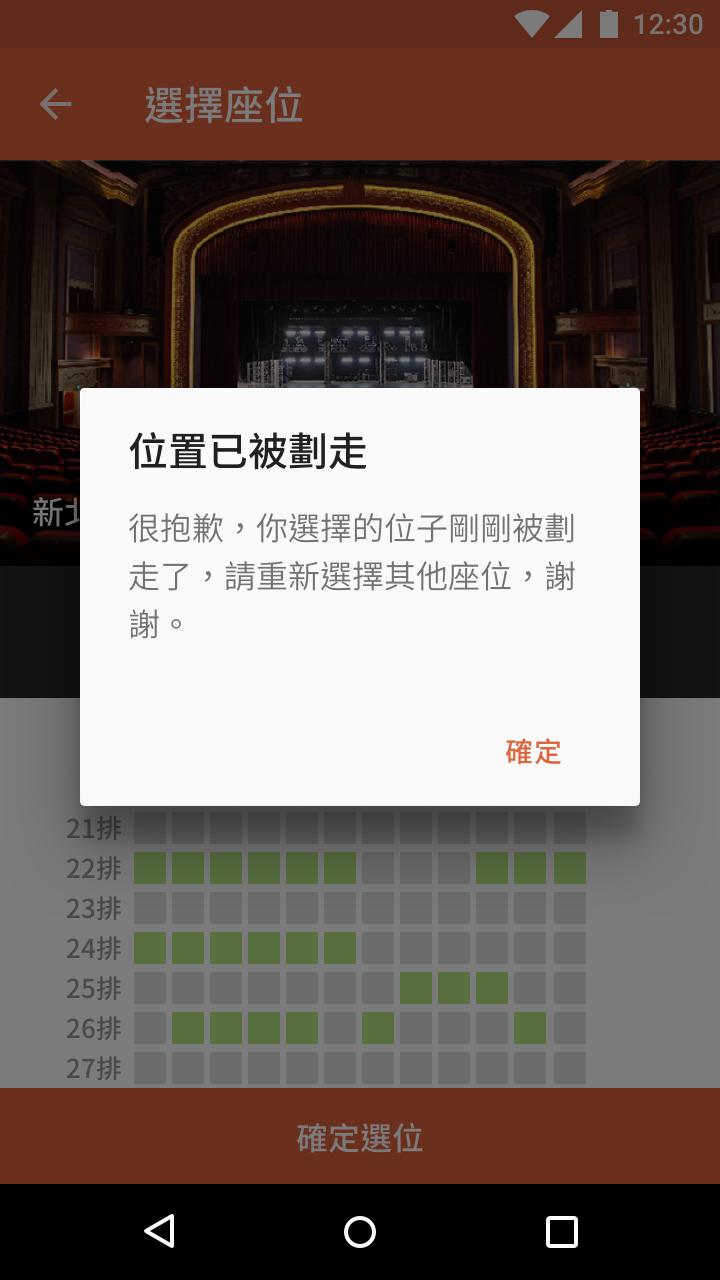 12:30
選擇座位
新北
位置已被劃走
很抱歉，你選擇的位子剛剛被劃
走了，請重新選擇其他座位，謝
謝。
確定
21排
22排
23排
24排
25排
26排
27排
確定選位